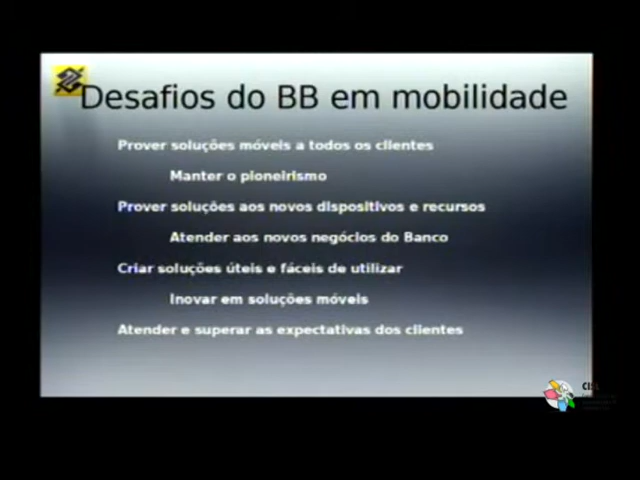 Desafios do BB em mobilidade
Prover soluções móveis a todos os clientes
Manter o pioneirismo
Prover soluções aos novos dispositivos e recursos
Atender aos novos negócios do Banco
Criar soluções úteis e fáceis de utilizar
Inovar em soluções móveis
Atender e superar as expectativas dos clientes